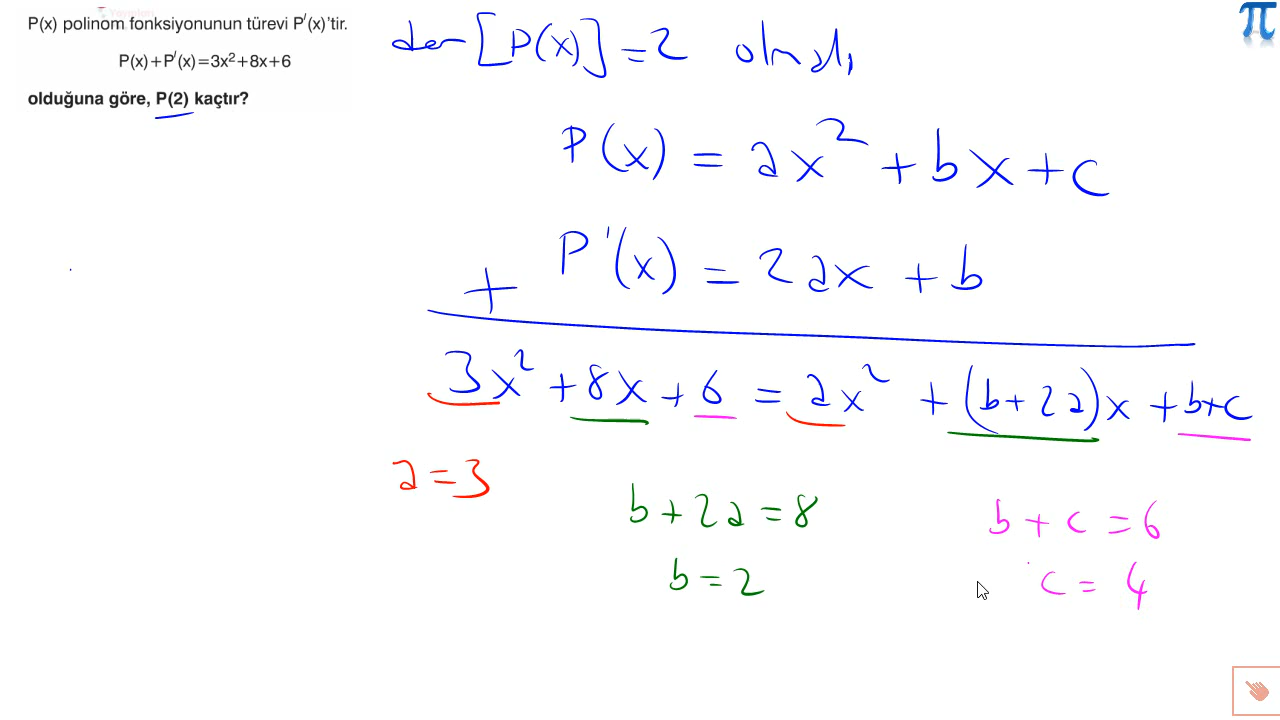 P(x) polinom fonksiyonunun türevi P′(x)'tir.
P(x)+P′(x)=3x²+8x+6
olduğuna göre, P(2) kaçtır?
der[P(x)]=2 olmalı
P(x) = ax² + bx + c
+ P'(x) = 2ax + b
3x² + 8x + 6 = ax² + (b+2a)x + b+c
a = 3
b + 2a = 8
b = 2
b + c = 6
c = 4
π